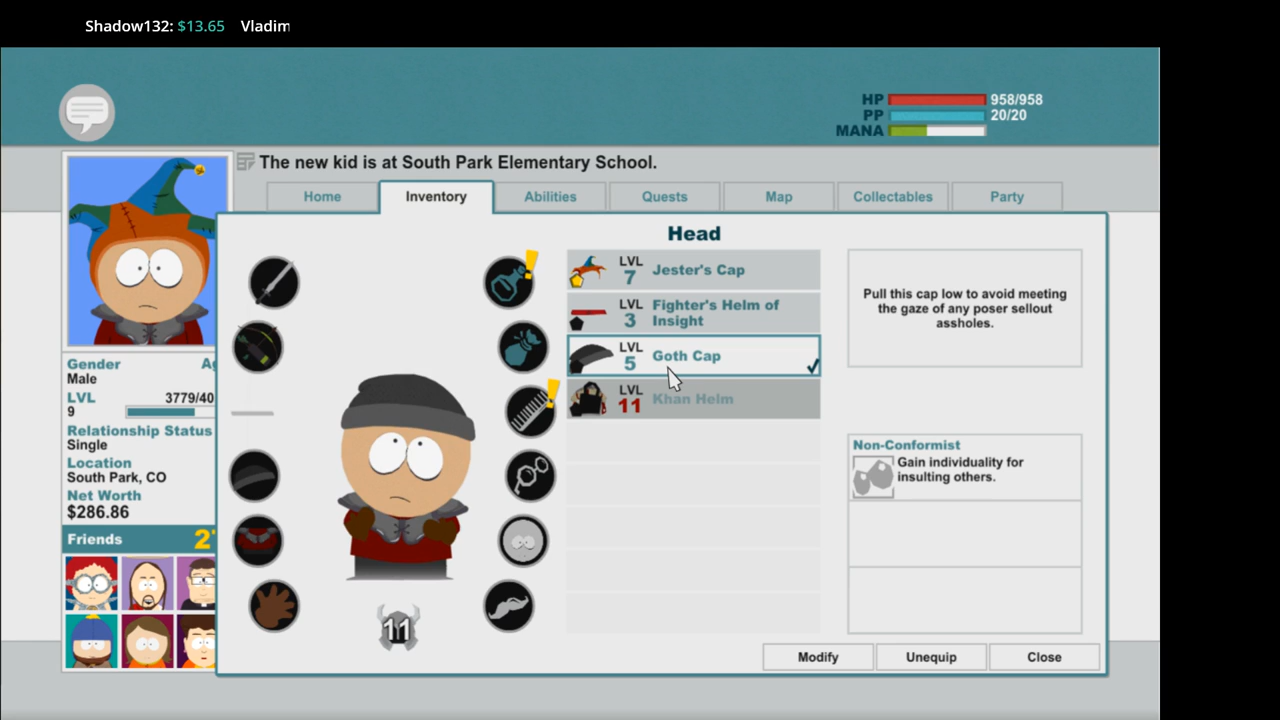 Shadow132: $13.65 Vladim
HP 958/958
PP 20/20
MANA
The new kid is at South Park Elementary School.
Home Inventory Abilities Quests Map Collectables Party
Gender Ag
Male
LVL 3779/40
9
Relationship Status
Single
Location
South Park, CO
Net Worth
$286.86
Friends 2
11
Head
LVL 7 Jester's Cap
LVL 3 Fighter's Helm of
Insight
LVL 5 Goth Cap
LVL 11 Khan Helm
Pull this cap low to avoid meeting
the gaze of any poser sellout
assholes.
Non-Conformist
Gain individuality for
insulting others.
Modify Unequip Close